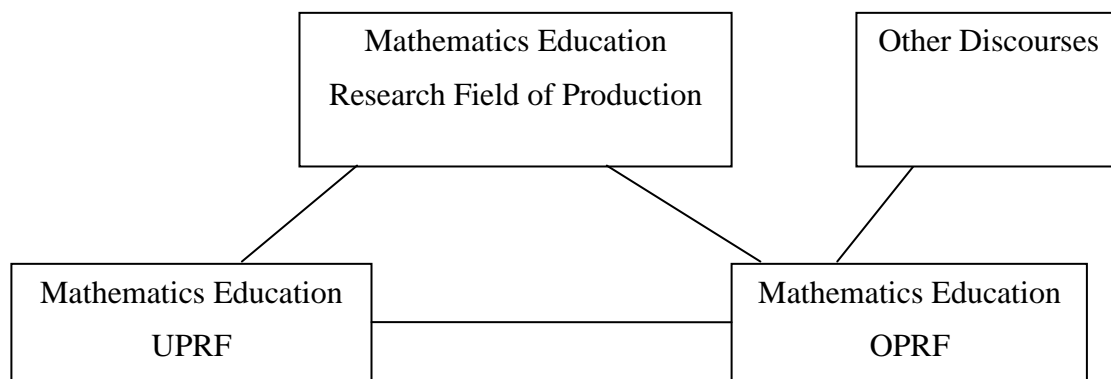 Mathematics Education
Research Field of Production
Other Discourses
Mathematics Education
UPRF
Mathematics Education
OPRF